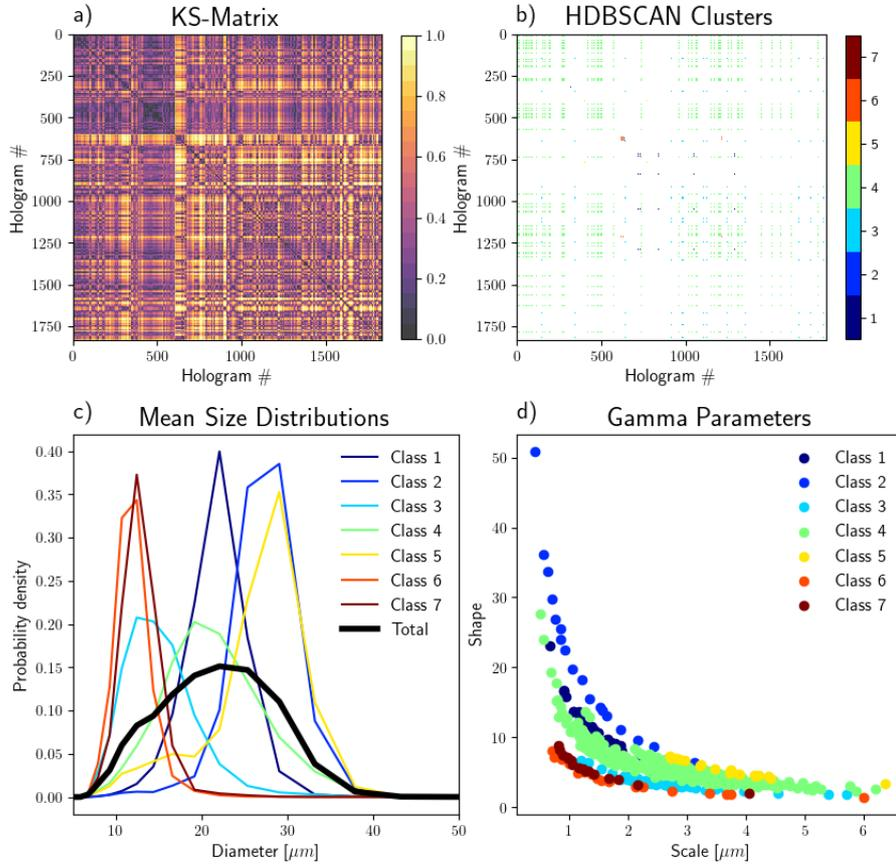 a)
KS-Matrix
0
250
500
750
1000
1250
1500
1750
Hologram #
0
500
1000
1500
Hologram #
1.0
0.8
0.6
0.4
0.2
0.0
b)
HDBSCAN Clusters
0
250
500
750
1000
1250
1500
1750
Hologram #
0
500
1000
1500
Hologram #
7
6
5
4
3
2
1
c)
Mean Size Distributions
0.40
0.35
0.30
0.25
0.20
0.15
0.10
0.05
0.00
Probability density
10
20
30
40
50
Diameter [μm]
Class 1
Class 2
Class 3
Class 4
Class 5
Class 6
Class 7
Total
d)
Gamma Parameters
50
40
30
20
10
0
Shape
1
2
3
4
5
6
Scale [μm]
Class 1
Class 2
Class 3
Class 4
Class 5
Class 6
Class 7